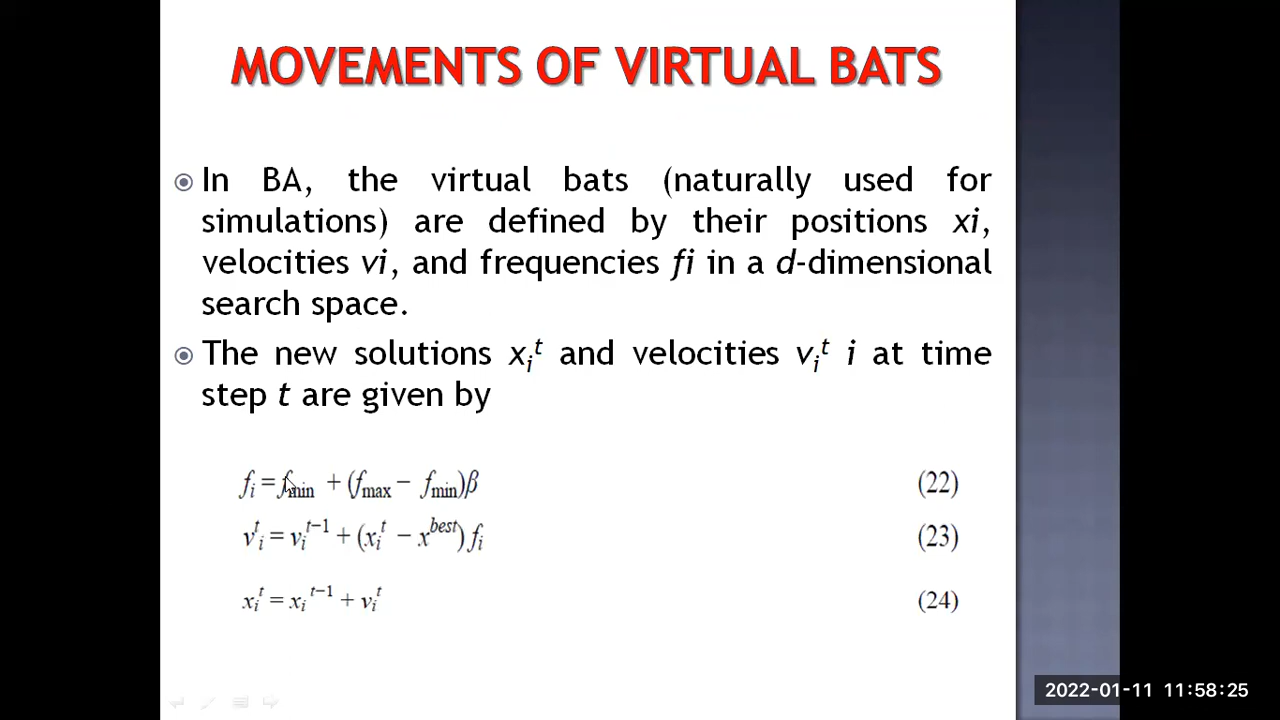 MOVEMENTS OF VIRTUAL BATS
In BA, the virtual bats (naturally used for
simulations) are defined by their positions xi,
velocities vi, and frequencies fi in a d-dimensional
search space.
The new solutions x_i^t and velocities v_i^t i at time
step t are given by
f_i = f_min + (f_max − f_min)β (22)
v_i^t = v_i^{t−1} + (x_i^t − x^{best}) f_i (23)
x_i^t = x_i^{t−1} + v_i^t (24)
2022-01-11 11:58:25